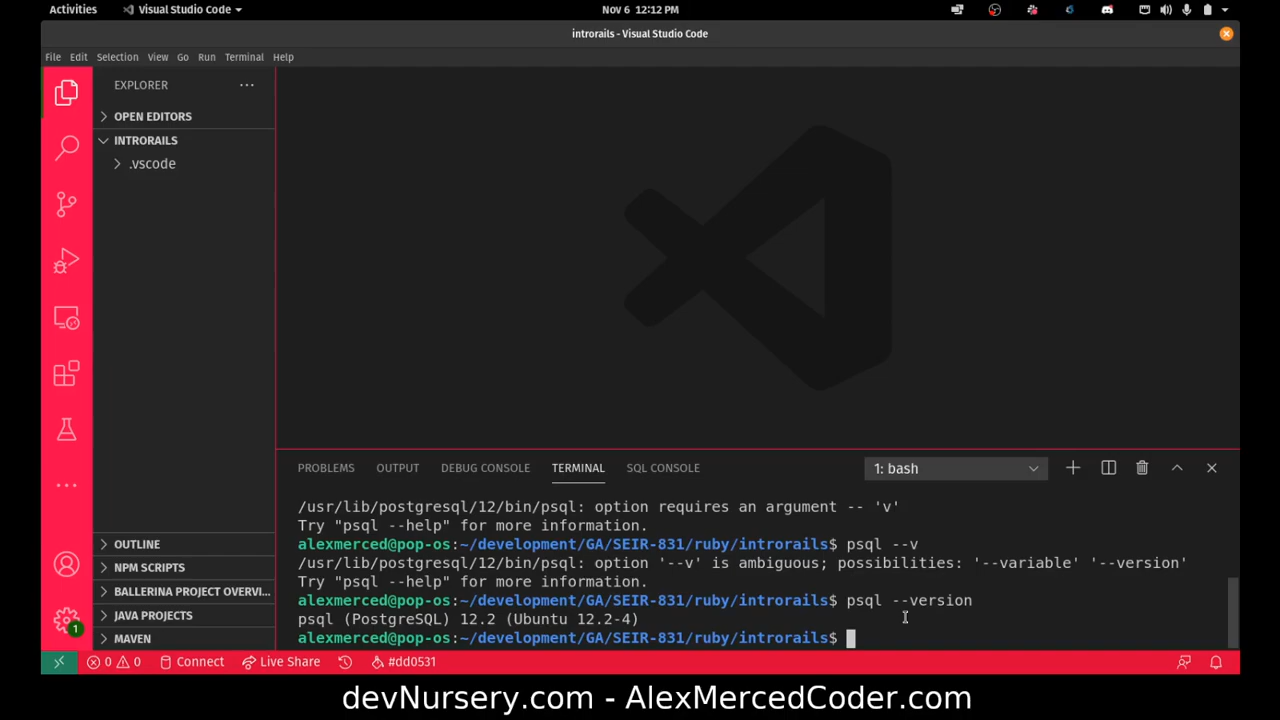 Activities
Visual Studio Code
Nov 6 12:12 PM
introrails - Visual Studio Code
File Edit Selection View Go Run Terminal Help
EXPLORER
OPEN EDITORS
INTRORAILS
.vscode
OUTLINE
NPM SCRIPTS
BALLERINA PROJECT OVERVI...
JAVA PROJECTS
MAVEN
PROBLEMS OUTPUT DEBUG CONSOLE TERMINAL SQL CONSOLE
1: bash
/usr/lib/postgresql/12/bin/psql: option requires an argument -- 'v'
Try "psql --help" for more information.
alexmerced@pop-os:~/development/GA/SEIR-831/ruby/introrails$ psql --v
/usr/lib/postgresql/12/bin/psql: option '--v' is ambiguous; possibilities: '--variable' '--version'
Try "psql --help" for more information.
alexmerced@pop-os:~/development/GA/SEIR-831/ruby/introrails$ psql --version
psql (PostgreSQL) 12.2 (Ubuntu 12.2-4)
alexmerced@pop-os:~/development/GA/SEIR-831/ruby/introrails$
1
0 0 Connect Live Share #dd0531
devNursery.com - AlexMercedCoder.com